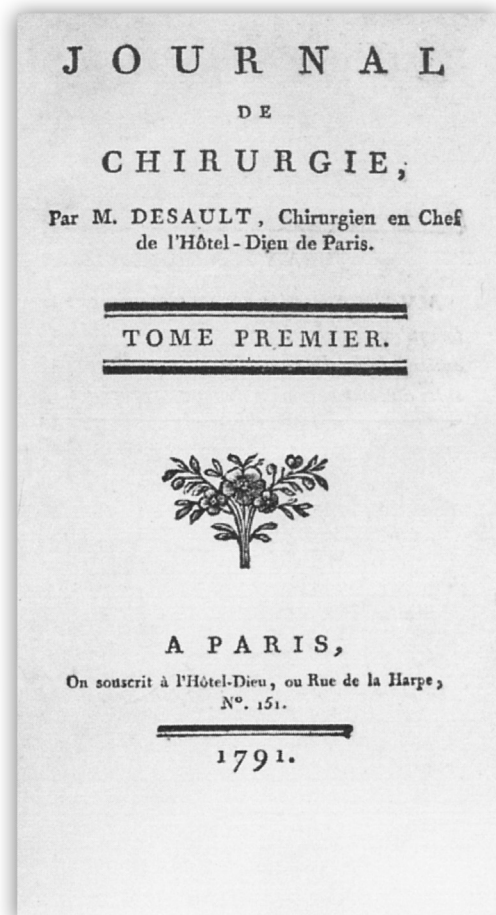 JOURNAL
DE
CHIRURGIE,
Par M. DESAULT, Chirurgien en Chef
de l'Hôtel-Dieu de Paris.
TOME PREMIER.
A PARIS,
On souscrit à l'Hôtel-Dieu, ou Rue de la Harpe,
N°. 151.
1791.